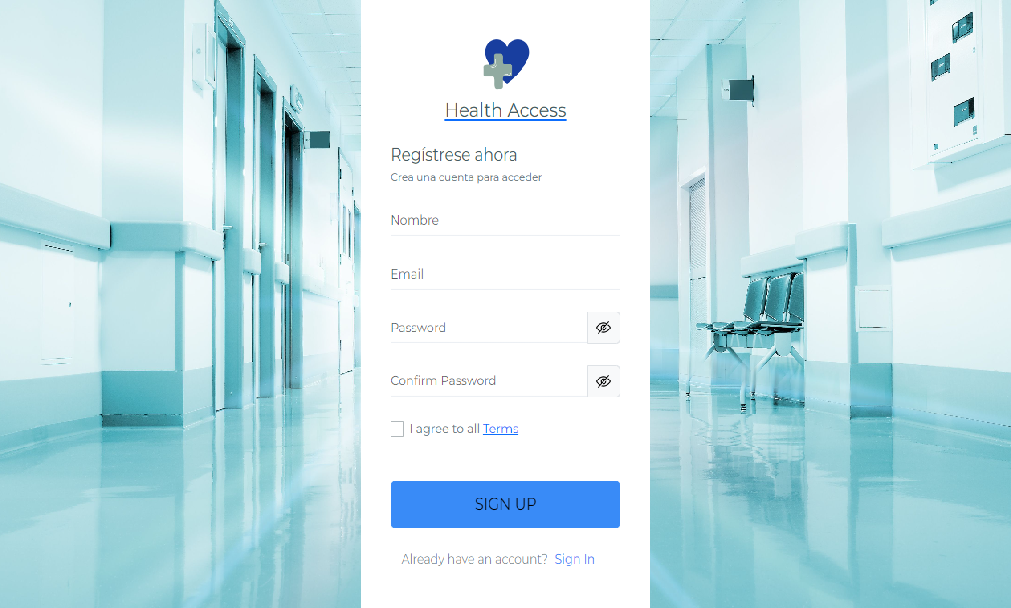 Health Access
Regístrese ahora
Crea una cuenta para acceder
Nombre
Email
Password
Confirm Password
I agree to all Terms
SIGN UP
Already have an account? Sign In